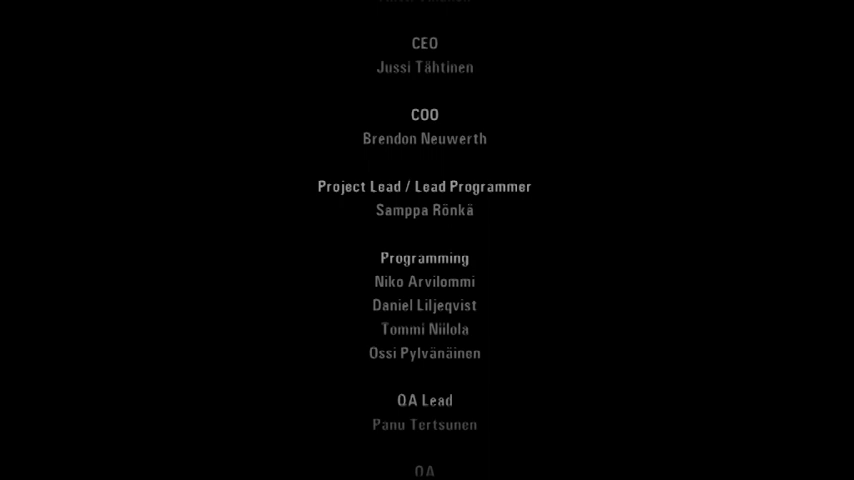 CEO
Jussi Tähtinen
COO
Brendon Neuwerth
Project Lead / Lead Programmer
Samppa Rönkä
Programming
Niko Arvilommi
Daniel Liljeqvist
Tommi Niilola
Ossi Pylvänäinen
QA Lead
Panu Tertsunen
QA